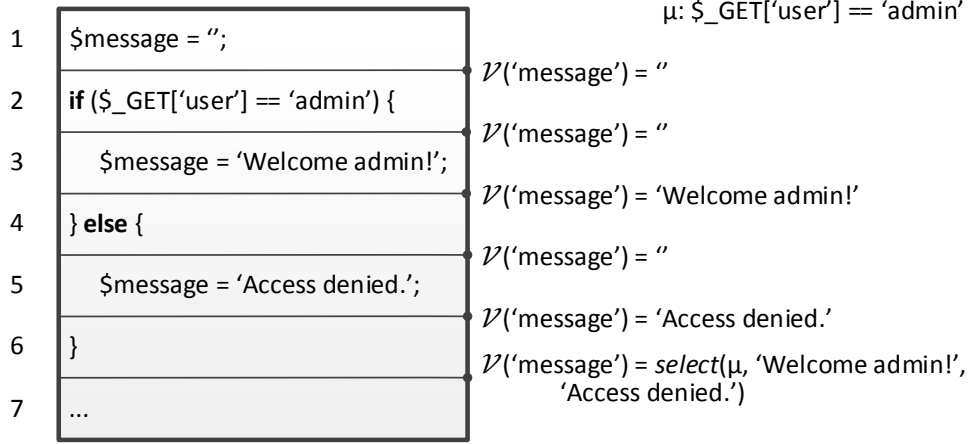 μ: $_GET[‘user’] == ‘admin’
1 $message = ‘’;
𝒱(‘message’) = ‘’
2 if ($_GET[‘user’] == ‘admin’) {
𝒱(‘message’) = ‘’
3 $message = ‘Welcome admin!’;
𝒱(‘message’) = ‘Welcome admin!’
4 } else {
𝒱(‘message’) = ‘’
5 $message = ‘Access denied.’;
𝒱(‘message’) = ‘Access denied.’
6 }
𝒱(‘message’) = select(μ, ‘Welcome admin!’,
‘Access denied.’)
7 ...